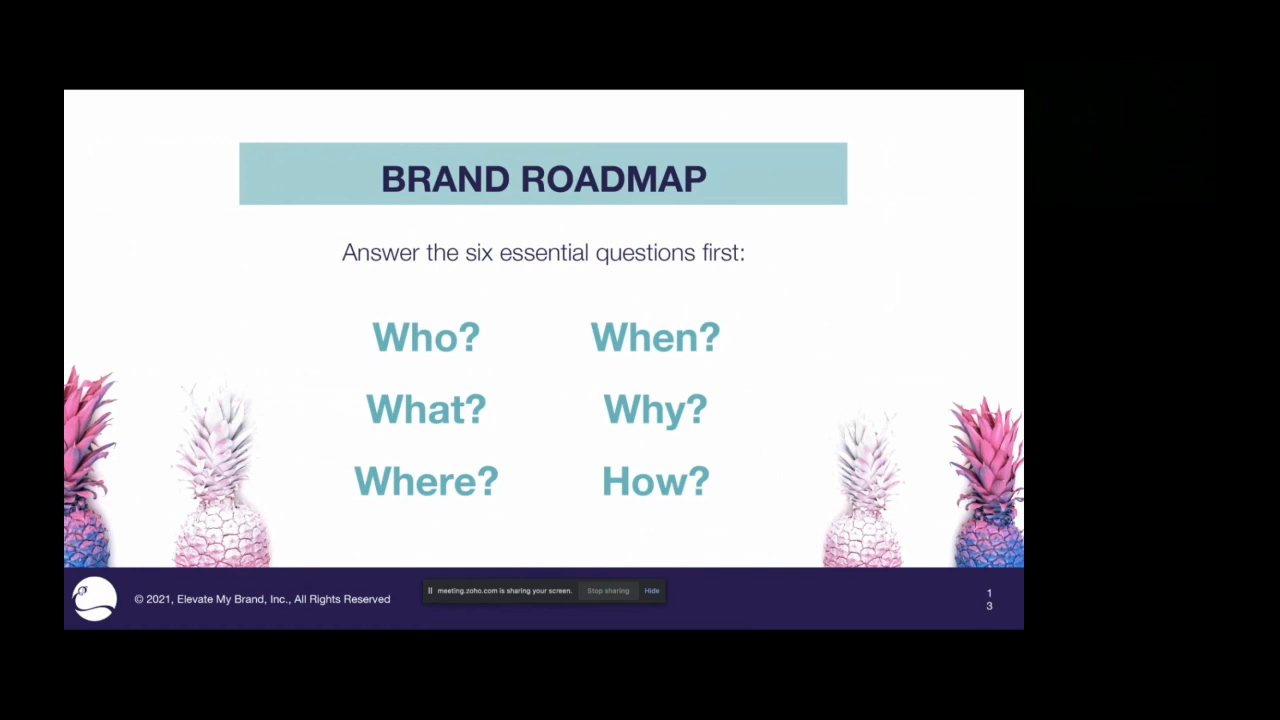 BRAND ROADMAP
Answer the six essential questions first:
Who?
When?
What?
Why?
Where?
How?
© 2021, Elevate My Brand, Inc., All Rights Reserved
meeting.zoho.com is sharing your screen.
Stop sharing
Hide
1
3